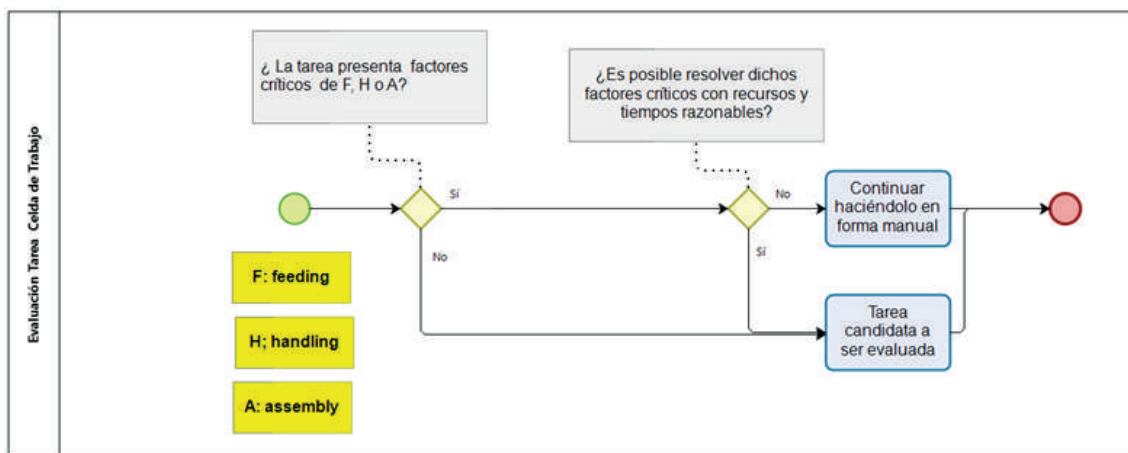 Evaluación Tarea Celda de Trabajo
¿ La tarea presenta factores
críticos de F, H o A?
¿Es posible resolver dichos
factores críticos con recursos y
tiempos razonables?
Sí
No
No
Sí
Continuar
haciéndolo en
forma manual
Tarea
candidata a
ser evaluada
F: feeding
H; handling
A: assembly